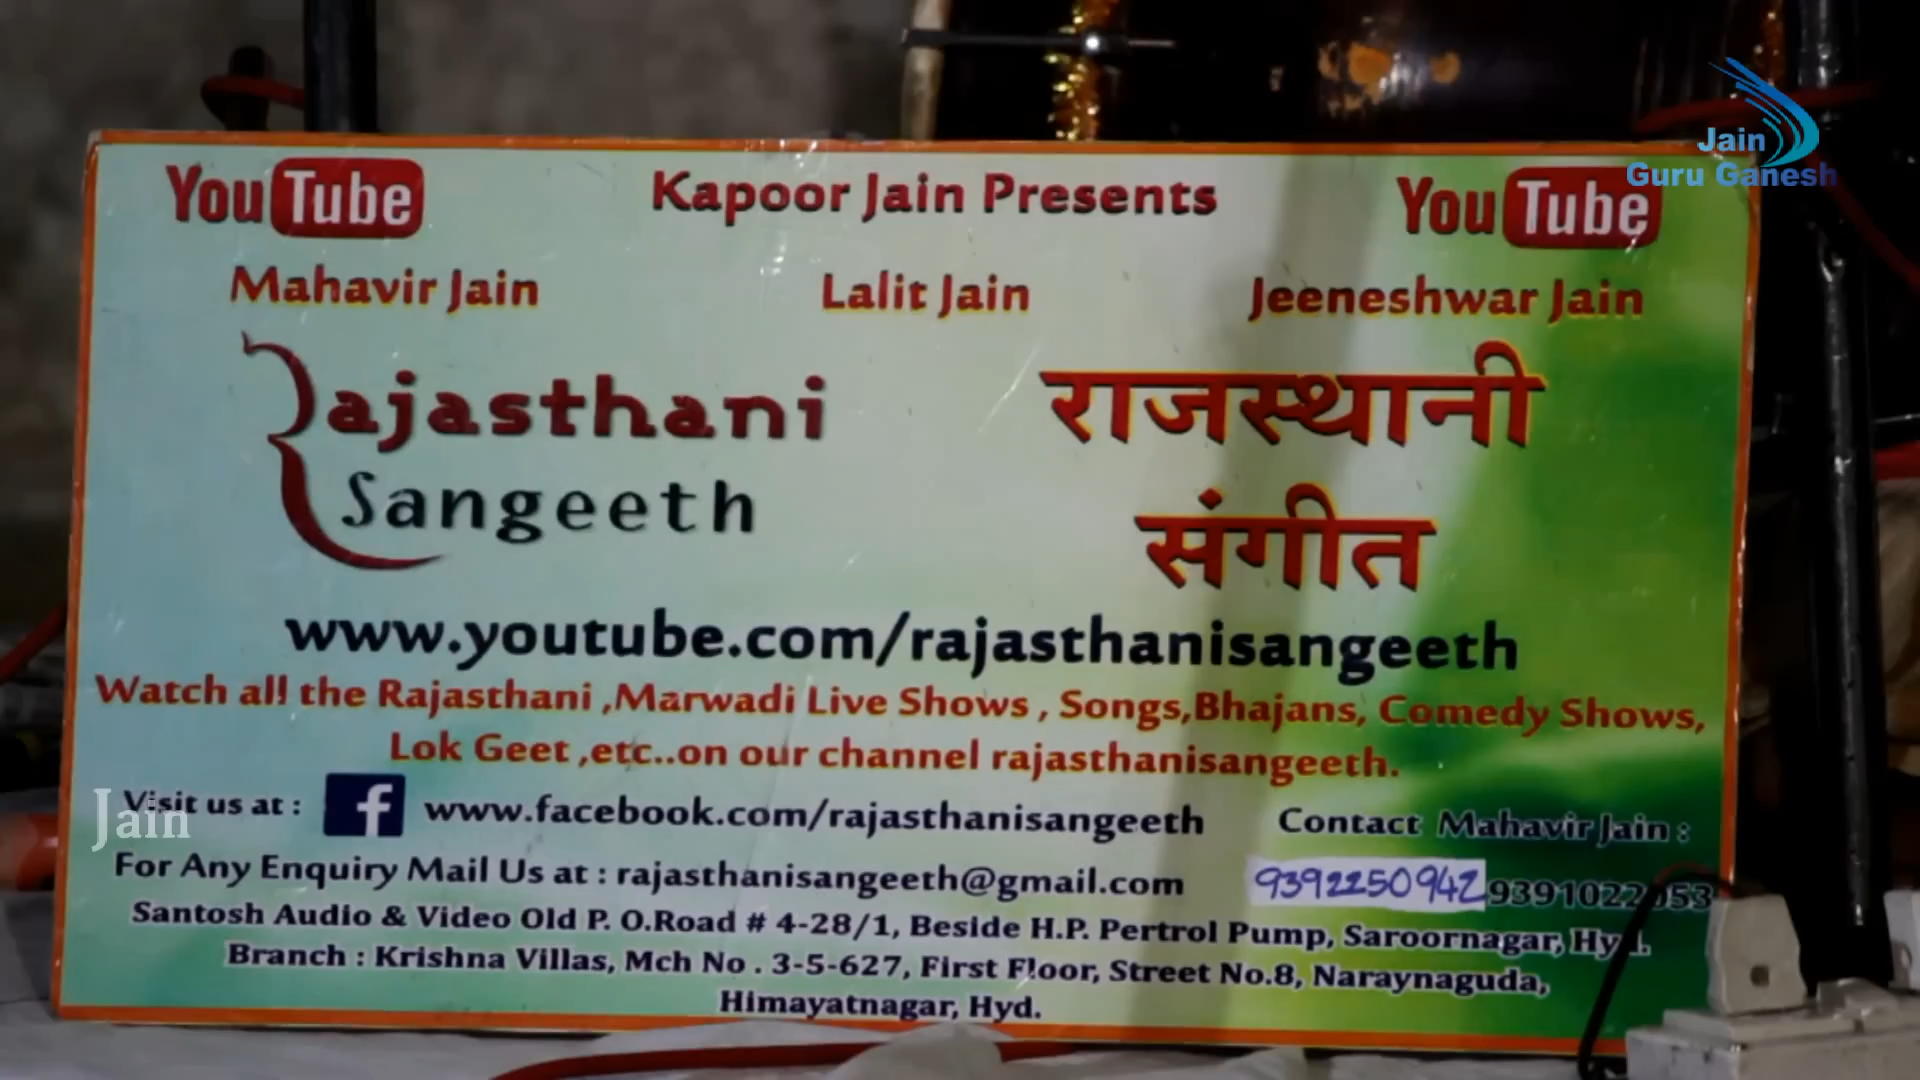 Jain
Guru Ganesh
YouTube Kapoor Jain Presents YouTube
Mahavir Jain Lalit Jain Jeeneshwar Jain
Rajasthani राजस्थानी
Sangeeth संगीत
www.youtube.com/rajasthanisangeeth
Watch all the Rajasthani ,Marwadi Live Shows , Songs,Bhajans, Comedy Shows,
Lok Geet ,etc..on our channel rajasthanisangeeth.
Jain
Visit us at : f www.facebook.com/rajasthanisangeeth Contact Mahavir Jain :
For Any Enquiry Mail Us at : rajasthanisangeeth@gmail.com 9392250942
Santosh Audio & Video Old P. O.Road # 4-28/1, Beside H.P. Pertrol Pump, Saroornagar,
Branch : Krishna Villas, Mch No . 3-5-627, First Floor, Street No.8, Naraynaguda,
Himayatnagar, Hyd.